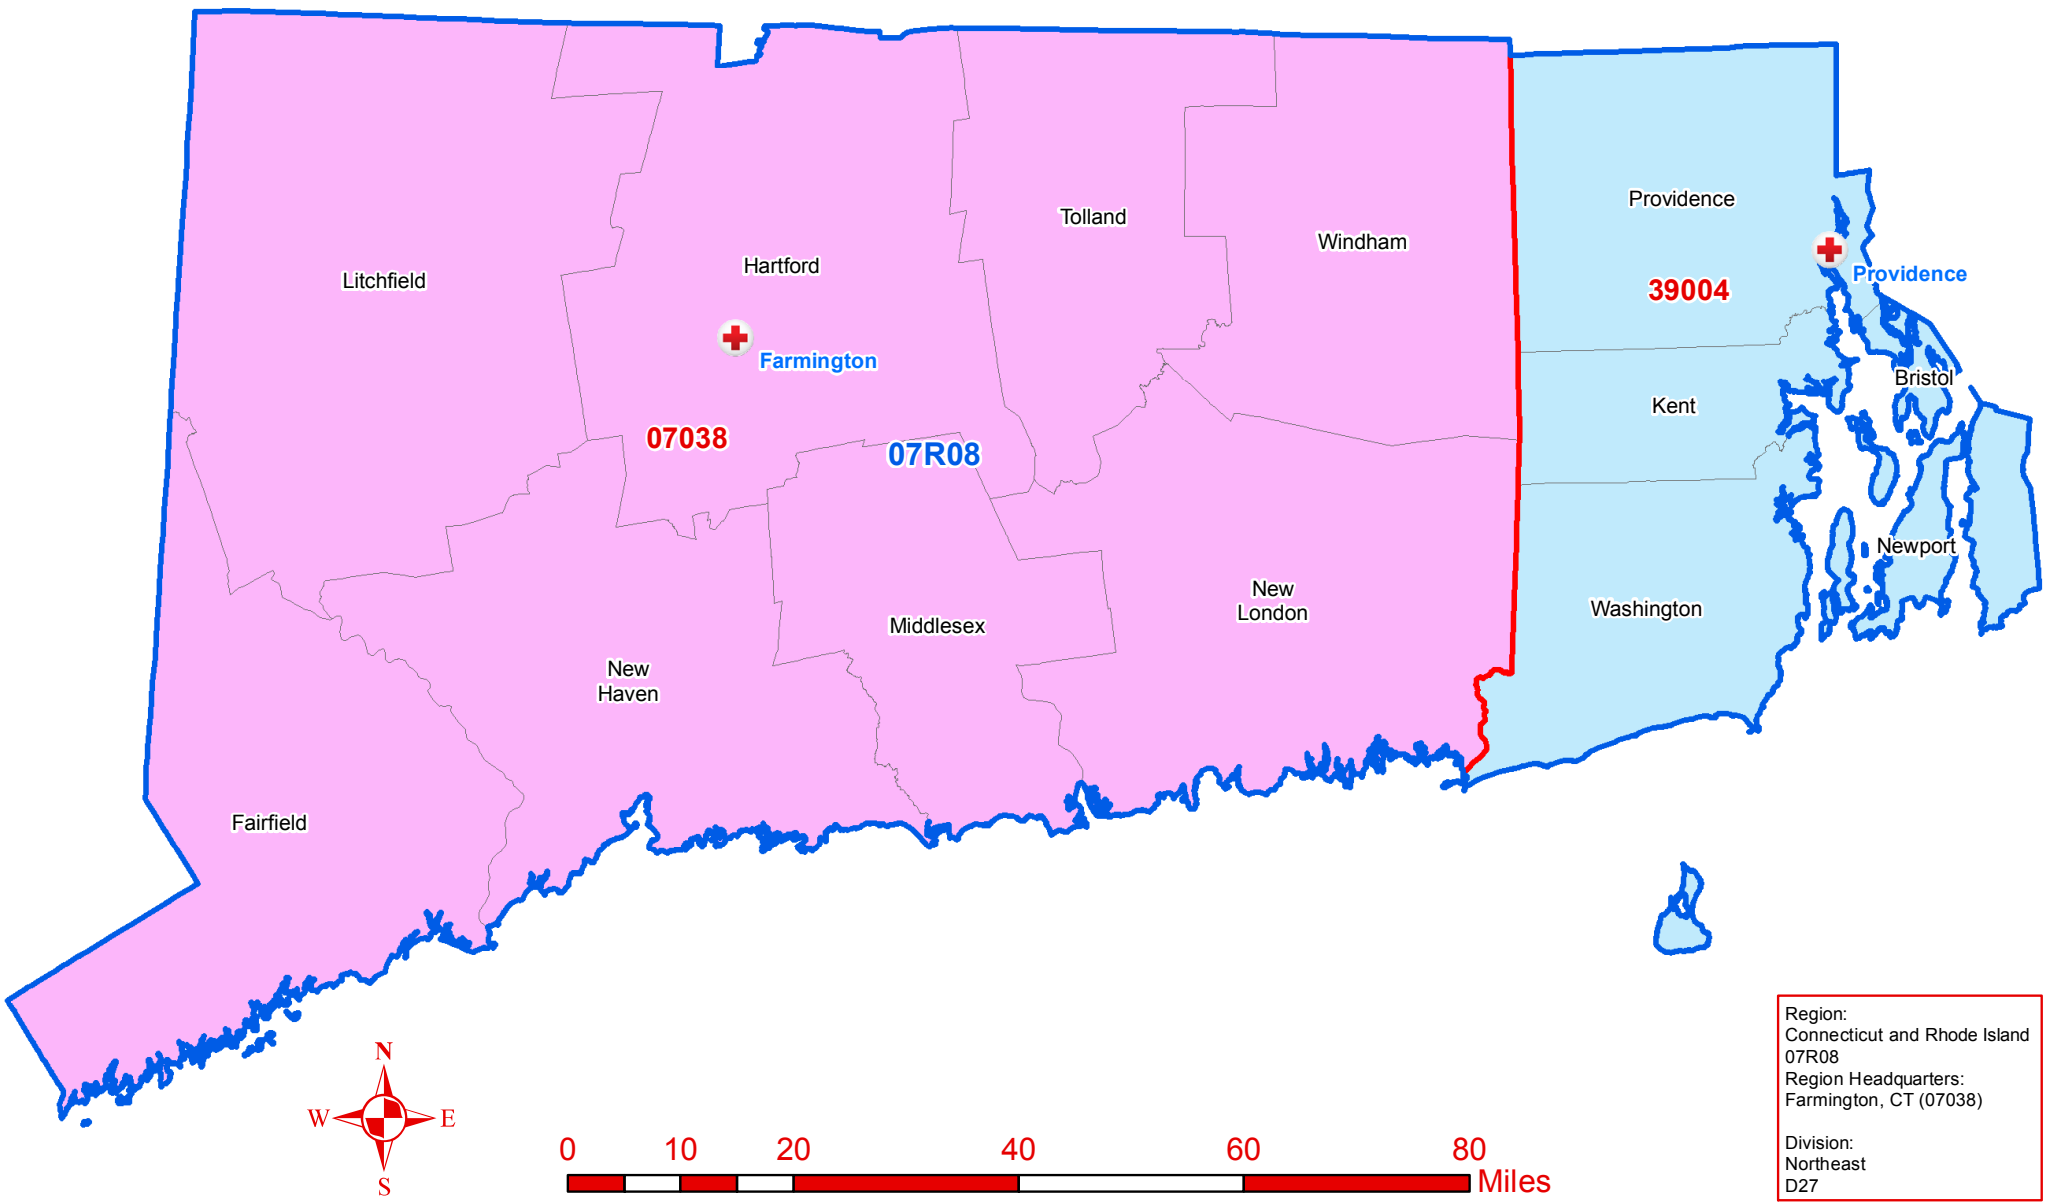 Litchfield
Hartford
Tolland
Windham
Providence
Providence
39004
Farmington
07038
07R08
Kent
Bristol
Newport
Washington
New
London
Middlesex
New
Haven
Fairfield
N
W
E
S
0 10 20 40 60 80
Miles
Region:
Connecticut and Rhode Island
07R08
Region Headquarters:
Farmington, CT (07038)
Division:
Northeast
D27